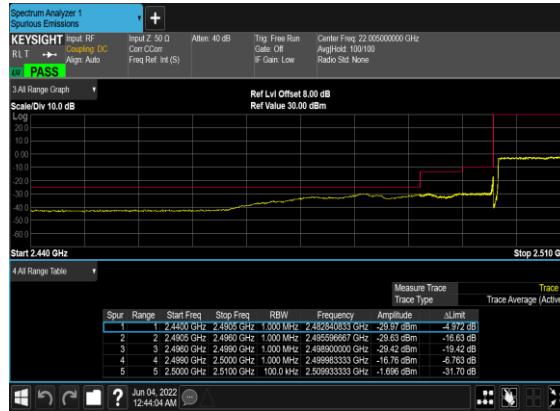 Spectrum Analyzer 1
Spurious Emissions
KEYSIGHT Input: RF Input Z: 50 Ω Atten: 40 dB Trig: Free Run Center Freq: 22.005000000 GHz
RLT Coupling: DC Corr CCorr Gate: Off Avg|Hold: 100/100
Align: Auto Freq Ref: Int (S) IF Gain: Low Radio Std: None
PASS
3 All Range Graph
Ref Lvl Offset 8.00 dB
Scale/Div 10.0 dB Ref Value 30.00 dBm
Log
20.0
10.0
0.00
-10.0
-20.0
-30.0
-40.0
-50.0
-60.0
Start 2.440 GHz Stop 2.510 G
4 All Range Table
Measure Trace Trace
Trace Type Trace Average (Active
Spur Range Start Freq Stop Freq RBW Frequency Amplitude ΔLimit
1 1 2.4400 GHz 2.4905 GHz 1.000 MHz 2.482840833 GHz -29.97 dBm -4.972 dB
2 2 2.4905 GHz 2.4960 GHz 1.000 MHz 2.495596667 GHz -29.63 dBm -16.63 dB
3 3 2.4960 GHz 2.4990 GHz 1.000 MHz 2.498900000 GHz -29.42 dBm -19.42 dB
4 4 2.4990 GHz 2.5000 GHz 1.000 MHz 2.499983333 GHz -16.76 dBm -6.763 dB
5 5 2.5000 GHz 2.5100 GHz 100.0 kHz 2.509933333 GHz -1.696 dBm -31.70 dB
Jun 04, 2022
12:44:04 AM